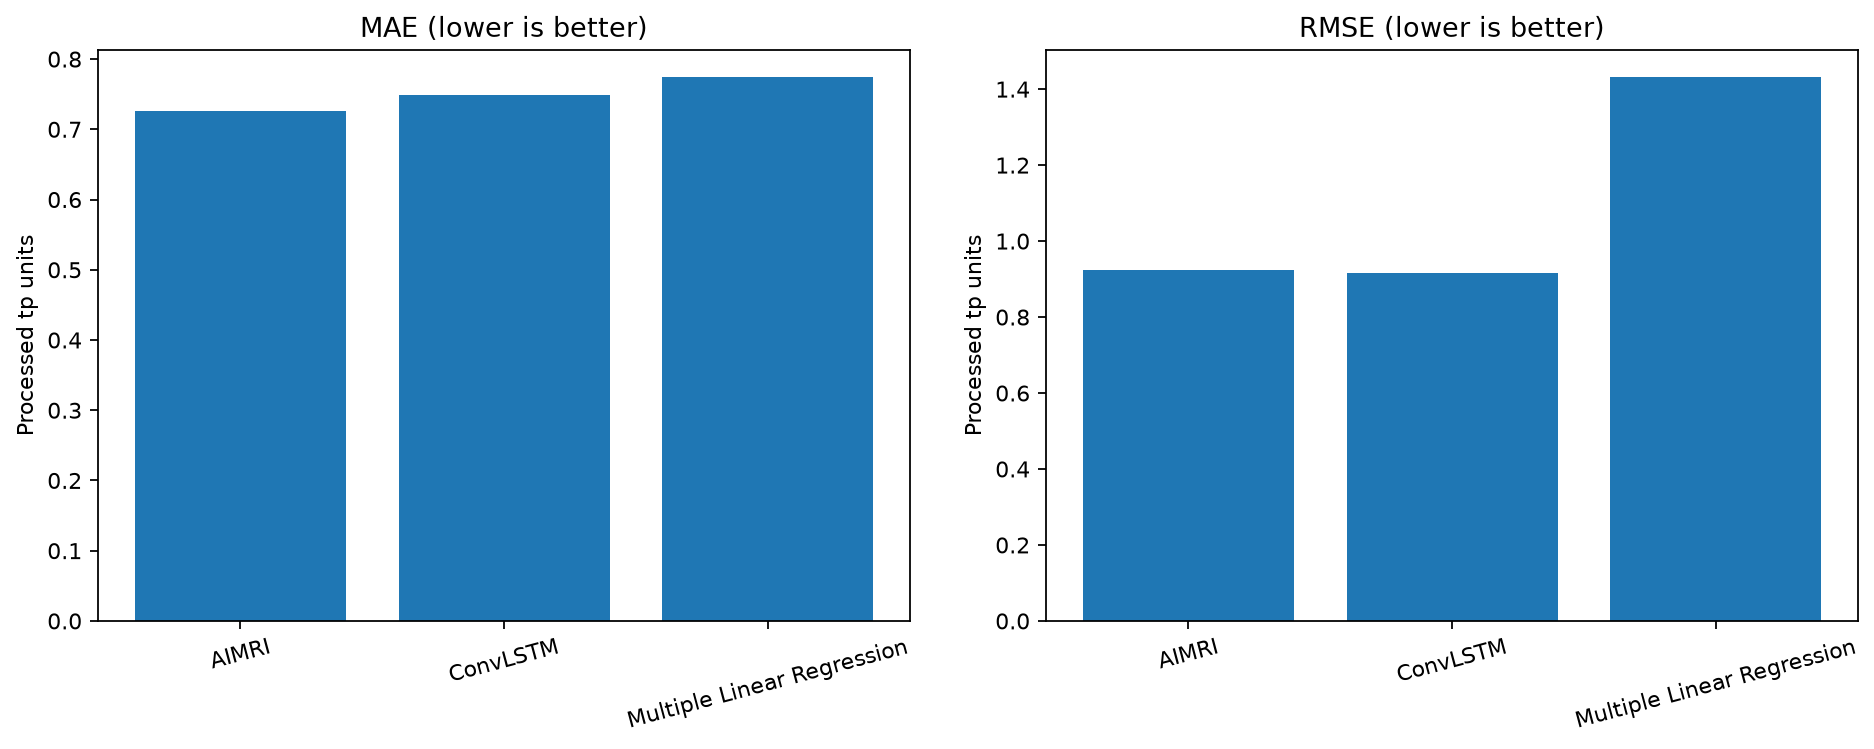 MAE (lower is better)
Processed tp units
0.8
0.7
0.6
0.5
0.4
0.3
0.2
0.1
0.0
AIMRI
ConvLSTM
Multiple Linear Regression
RMSE (lower is better)
Processed tp units
1.4
1.2
1.0
0.8
0.6
0.4
0.2
0.0
AIMRI
ConvLSTM
Multiple Linear Regression